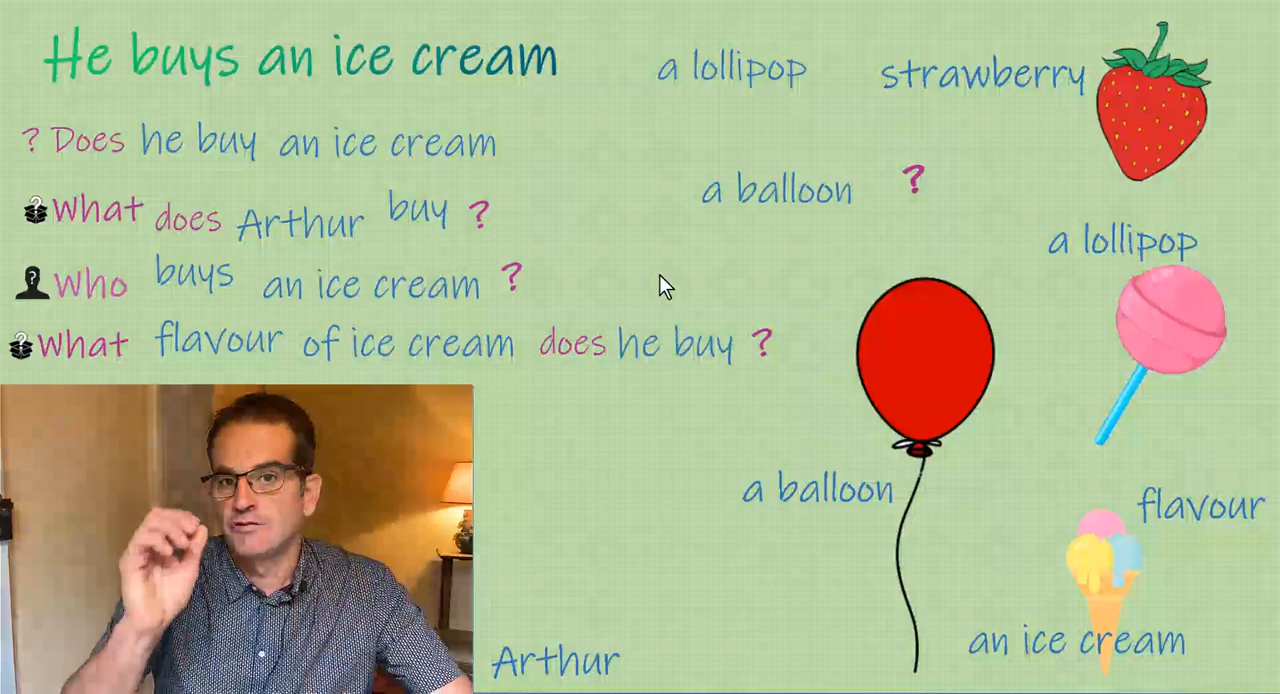 He buys an ice cream
a lollipop
strawberry
? Does he buy an ice cream
a balloon ?
? What does Arthur buy ?
a lollipop
? Who buys an ice cream ?
? What flavour of ice cream does he buy ?
a balloon
flavour
an ice cream
Arthur